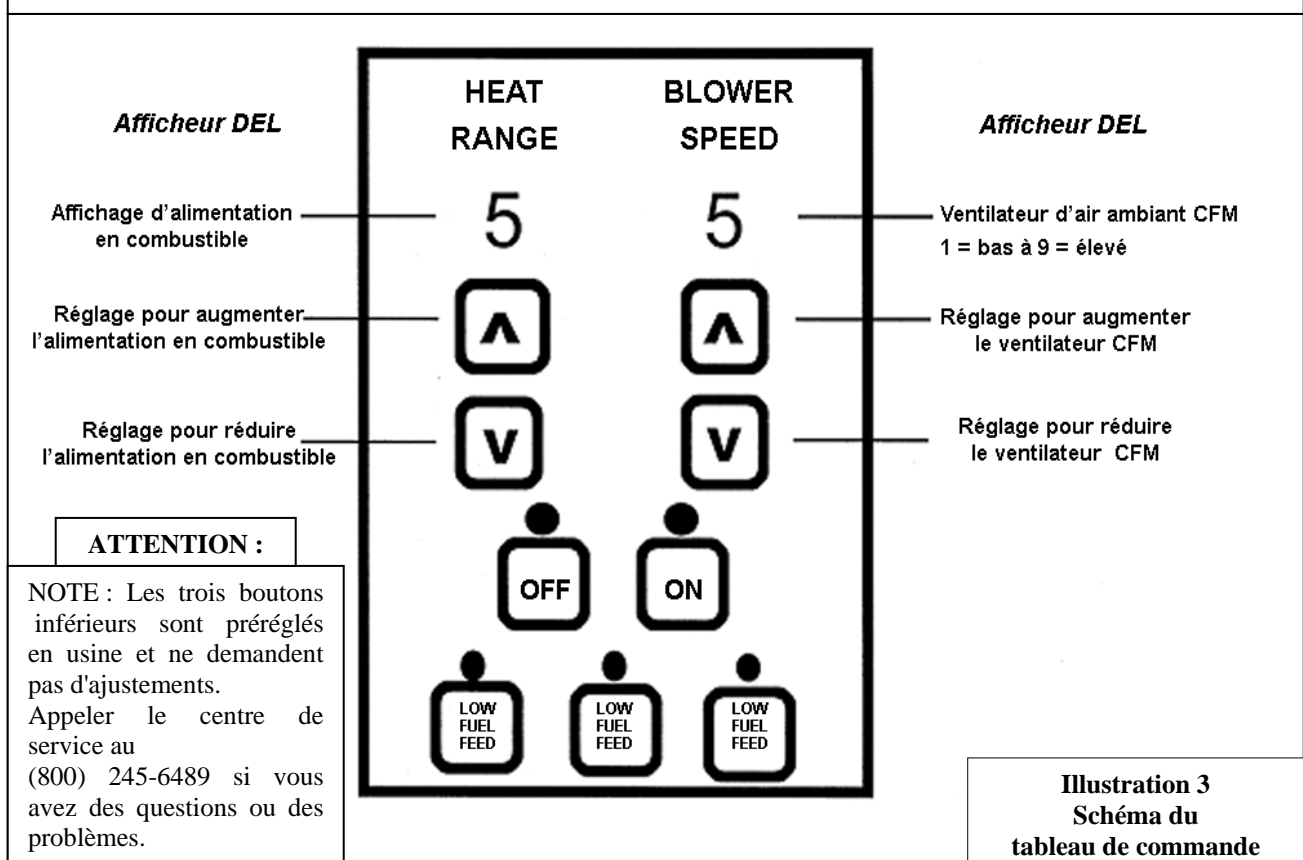 HEAT
RANGE
BLOWER
SPEED
Afficheur DEL
Afficheur DEL
Affichage d'alimentation
en combustible
5
5
Ventilateur d'air ambiant CFM
1 = bas à 9 = élevé
Réglage pour augmenter
l'alimentation en combustible
ʌ
ʌ
Réglage pour augmenter
le ventilateur CFM
Réglage pour réduire
l'alimentation en combustible
v
v
Réglage pour réduire
le ventilateur CFM
OFF
ON
LOW
FUEL
FEED
LOW
FUEL
FEED
LOW
FUEL
FEED
ATTENTION :
NOTE : Les trois boutons
inférieurs sont préréglés
en usine et ne demandent
pas d'ajustements.
Appeler le centre de
service au
(800) 245-6489 si vous
avez des questions ou des
problèmes.
Illustration 3
Schéma du
tableau de commande